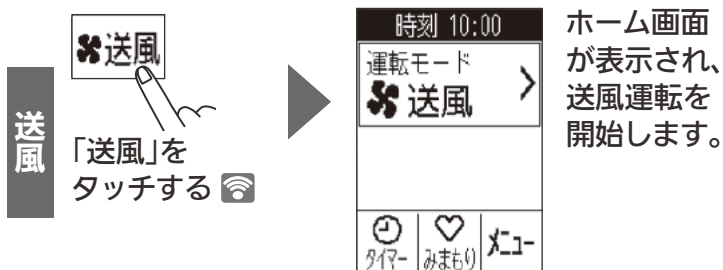 送風
送風
「送風」を
タッチする
時刻 10:00
運転モード
送風
タイマー
みまもり
メニュー
ホーム画面
が表示され、
送風運転を
開始します。